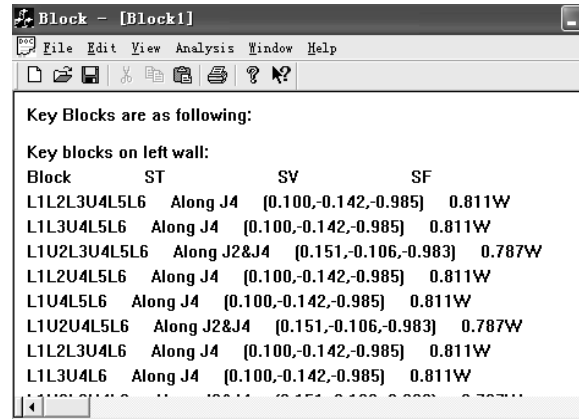 Block - [Block1]
File Edit View Analysis Window Help
Key Blocks are as following:
Key blocks on left wall:
Block ST SV SF
L1L2L3U4L5L6 Along J4 (0.100,-0.142,-0.985) 0.811W
L1L3U4L5L6 Along J4 (0.100,-0.142,-0.985) 0.811W
L1U2L3U4L5L6 Along J2&J4 (0.151,-0.106,-0.983) 0.787W
L1L2U4L5L6 Along J4 (0.100,-0.142,-0.985) 0.811W
L1U4L5L6 Along J4 (0.100,-0.142,-0.985) 0.811W
L1U2U4L5L6 Along J2&J4 (0.151,-0.106,-0.983) 0.787W
L1L2L3U4L6 Along J4 (0.100,-0.142,-0.985) 0.811W
L1L3U4L6 Along J4 (0.100,-0.142,-0.985) 0.811W